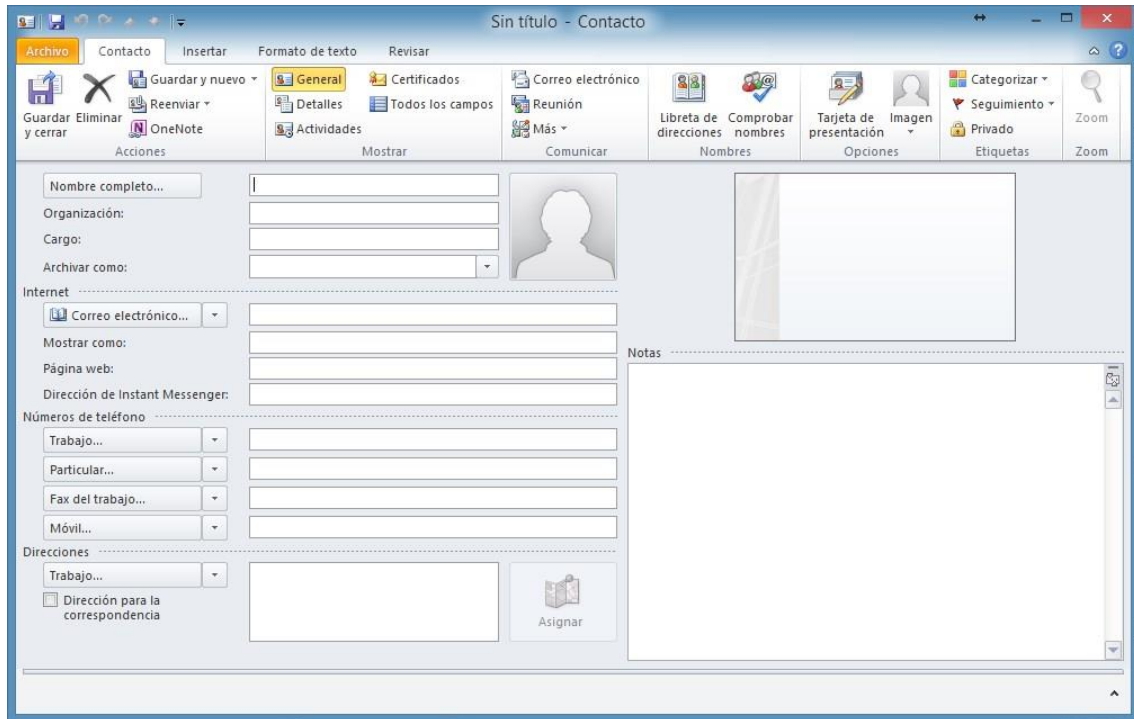 Sin título - Contacto
Archivo Contacto Insertar Formato de texto Revisar
Guardar y cerrar
Eliminar
Guardar y nuevo
Reenviar
OneNote
Acciones
General
Detalles
Actividades
Certificados
Todos los campos
Mostrar
Correo electrónico
Reunión
Más
Comunicar
Libreta de direcciones
Comprobar nombres
Nombres
Tarjeta de presentación
Imagen
Opciones
Categorizar
Seguimiento
Privado
Etiquetas
Zoom
Zoom
Nombre completo...
Organización:
Cargo:
Archivar como:
Internet
Correo electrónico...
Mostrar como:
Página web:
Dirección de Instant Messenger:
Números de teléfono
Trabajo...
Particular...
Fax del trabajo...
Móvil...
Direcciones
Trabajo...
Dirección para la
correspondencia
Asignar
Notas